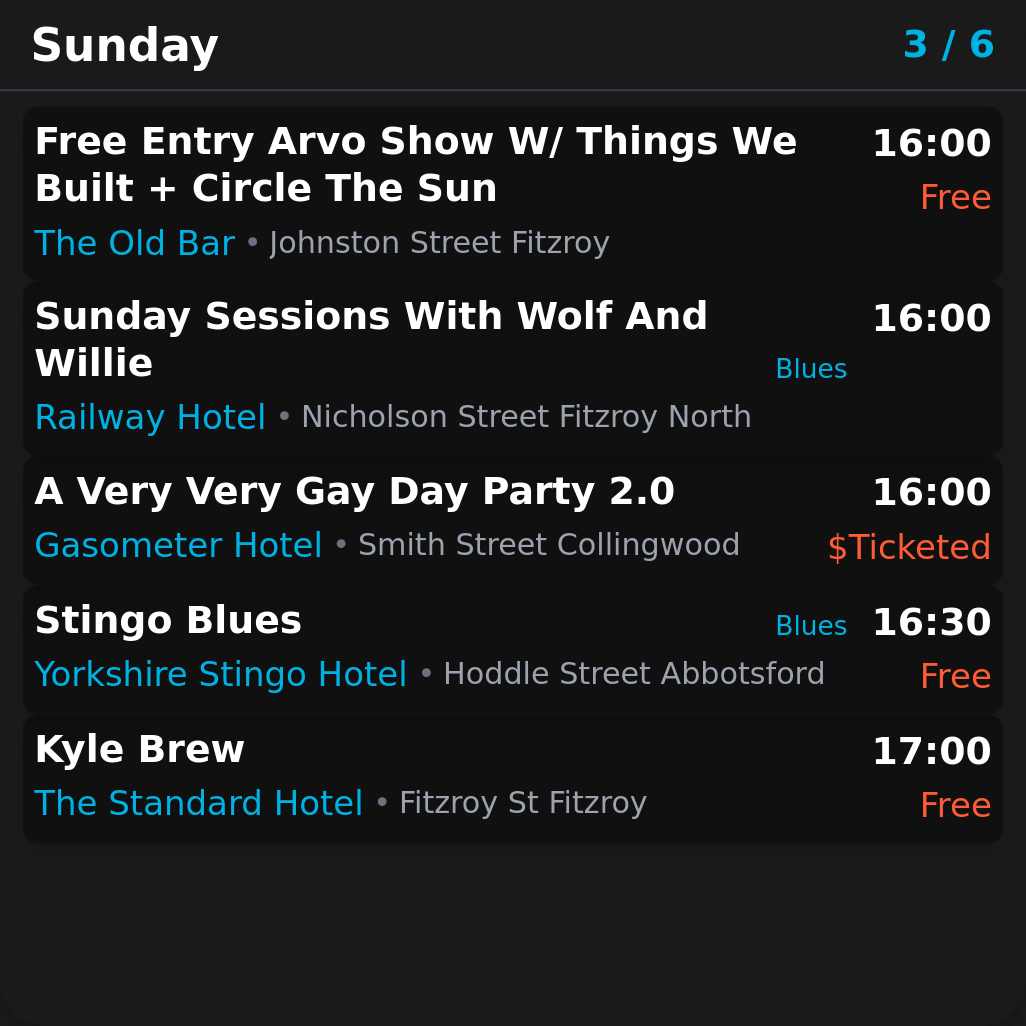 Sunday
3 / 6
Free Entry Arvo Show W/ Things We
Built + Circle The Sun
16:00
Free
The Old Bar • Johnston Street Fitzroy
Sunday Sessions With Wolf And
Willie
Blues
16:00
Railway Hotel • Nicholson Street Fitzroy North
A Very Very Gay Day Party 2.0
16:00
Gasometer Hotel • Smith Street Collingwood
$Ticketed
Stingo Blues
Blues
16:30
Yorkshire Stingo Hotel • Hoddle Street Abbotsford
Free
Kyle Brew
17:00
The Standard Hotel • Fitzroy St Fitzroy
Free